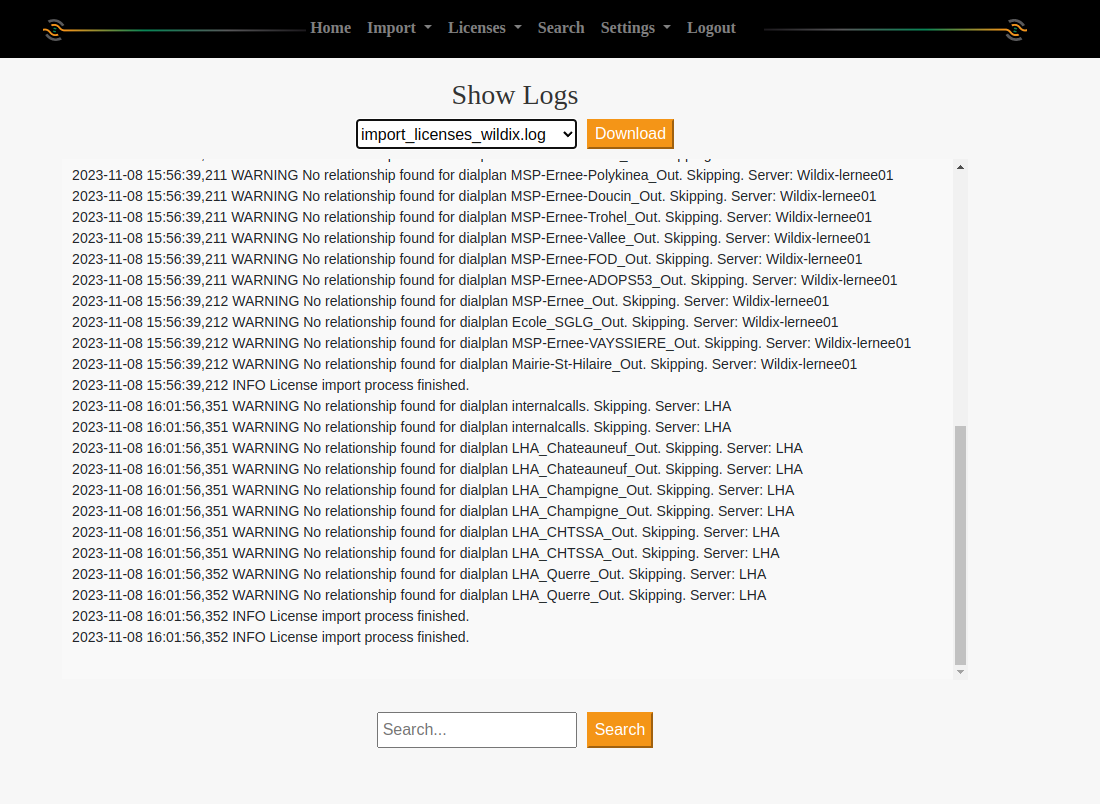 Home Import Licenses Search Settings Logout
Show Logs
import_licenses_wildix.log Download
2023-11-08 15:56:39,211 WARNING No relationship found for dialplan MSP-Ernee-Polykinea_Out. Skipping. Server: Wildix-lernee01
2023-11-08 15:56:39,211 WARNING No relationship found for dialplan MSP-Ernee-Doucin_Out. Skipping. Server: Wildix-lernee01
2023-11-08 15:56:39,211 WARNING No relationship found for dialplan MSP-Ernee-Trohel_Out. Skipping. Server: Wildix-lernee01
2023-11-08 15:56:39,211 WARNING No relationship found for dialplan MSP-Ernee-Vallee_Out. Skipping. Server: Wildix-lernee01
2023-11-08 15:56:39,211 WARNING No relationship found for dialplan MSP-Ernee-FOD_Out. Skipping. Server: Wildix-lernee01
2023-11-08 15:56:39,211 WARNING No relationship found for dialplan MSP-Ernee-ADOPS53_Out. Skipping. Server: Wildix-lernee01
2023-11-08 15:56:39,212 WARNING No relationship found for dialplan MSP-Ernee_Out. Skipping. Server: Wildix-lernee01
2023-11-08 15:56:39,212 WARNING No relationship found for dialplan Ecole_SGLG_Out. Skipping. Server: Wildix-lernee01
2023-11-08 15:56:39,212 WARNING No relationship found for dialplan MSP-Ernee-VAYSSIERE_Out. Skipping. Server: Wildix-lernee01
2023-11-08 15:56:39,212 WARNING No relationship found for dialplan Mairie-St-Hilaire_Out. Skipping. Server: Wildix-lernee01
2023-11-08 15:56:39,212 INFO License import process finished.
2023-11-08 16:01:56,351 WARNING No relationship found for dialplan internalcalls. Skipping. Server: LHA
2023-11-08 16:01:56,351 WARNING No relationship found for dialplan internalcalls. Skipping. Server: LHA
2023-11-08 16:01:56,351 WARNING No relationship found for dialplan LHA_Chateauneuf_Out. Skipping. Server: LHA
2023-11-08 16:01:56,351 WARNING No relationship found for dialplan LHA_Chateauneuf_Out. Skipping. Server: LHA
2023-11-08 16:01:56,351 WARNING No relationship found for dialplan LHA_Champigne_Out. Skipping. Server: LHA
2023-11-08 16:01:56,351 WARNING No relationship found for dialplan LHA_Champigne_Out. Skipping. Server: LHA
2023-11-08 16:01:56,351 WARNING No relationship found for dialplan LHA_CHTSSA_Out. Skipping. Server: LHA
2023-11-08 16:01:56,351 WARNING No relationship found for dialplan LHA_CHTSSA_Out. Skipping. Server: LHA
2023-11-08 16:01:56,352 WARNING No relationship found for dialplan LHA_Querre_Out. Skipping. Server: LHA
2023-11-08 16:01:56,352 WARNING No relationship found for dialplan LHA_Querre_Out. Skipping. Server: LHA
2023-11-08 16:01:56,352 INFO License import process finished.
2023-11-08 16:01:56,352 INFO License import process finished.
Search... Search